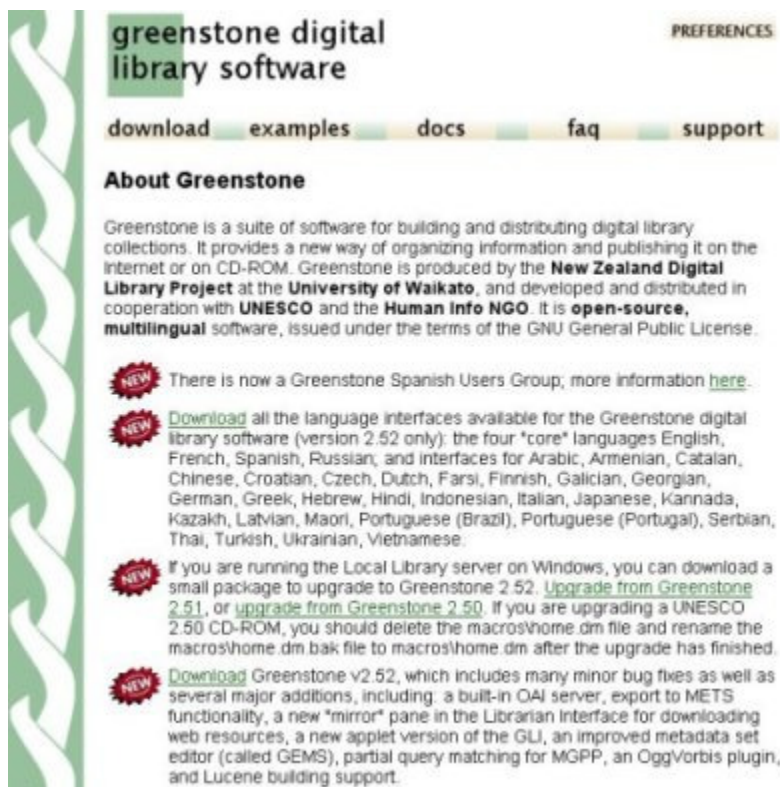 greenstone digital
library software
PREFERENCES
download examples docs faq support
About Greenstone
Greenstone is a suite of software for building and distributing digital library
collections. It provides a new way of organizing information and publishing it on the
Internet or on CD-ROM. Greenstone is produced by the New Zealand Digital
Library Project at the University of Waikato, and developed and distributed in
cooperation with UNESCO and the Human Info NGO. It is open-source,
multilingual software, issued under the terms of the GNU General Public License.
NEW There is now a Greenstone Spanish Users Group; more information here.
NEW Download all the language interfaces available for the Greenstone digital
library software (version 2.52 only): the four "core" languages English,
French, Spanish, Russian; and interfaces for Arabic, Armenian, Catalan,
Chinese, Croatian, Czech, Dutch, Farsi, Finnish, Galician, Georgian,
German, Greek, Hebrew, Hindi, Indonesian, Italian, Japanese, Kannada,
Kazakh, Latvian, Maori, Portuguese (Brazil), Portuguese (Portugal), Serbian,
Thai, Turkish, Ukrainian, Vietnamese.
NEW If you are running the Local Library server on Windows, you can download a
small package to upgrade to Greenstone 2.52. Upgrade from Greenstone
2.51, or upgrade from Greenstone 2.50. If you are upgrading a UNESCO
2.50 CD-ROM, you should delete the macros\home.dm file and rename the
macros\home.dm.bak file to macros\home.dm after the upgrade has finished.
NEW Download Greenstone v2.52, which includes many minor bug fixes as well as
several major additions, including: a built-in OAI server, export to METS
functionality, a new "mirror" pane in the Librarian Interface for downloading
web resources, a new applet version of the GLI, an improved metadata set
editor (called GEMS), partial query matching for MGPP, an OggVorbis plugin,
and Lucene building support.